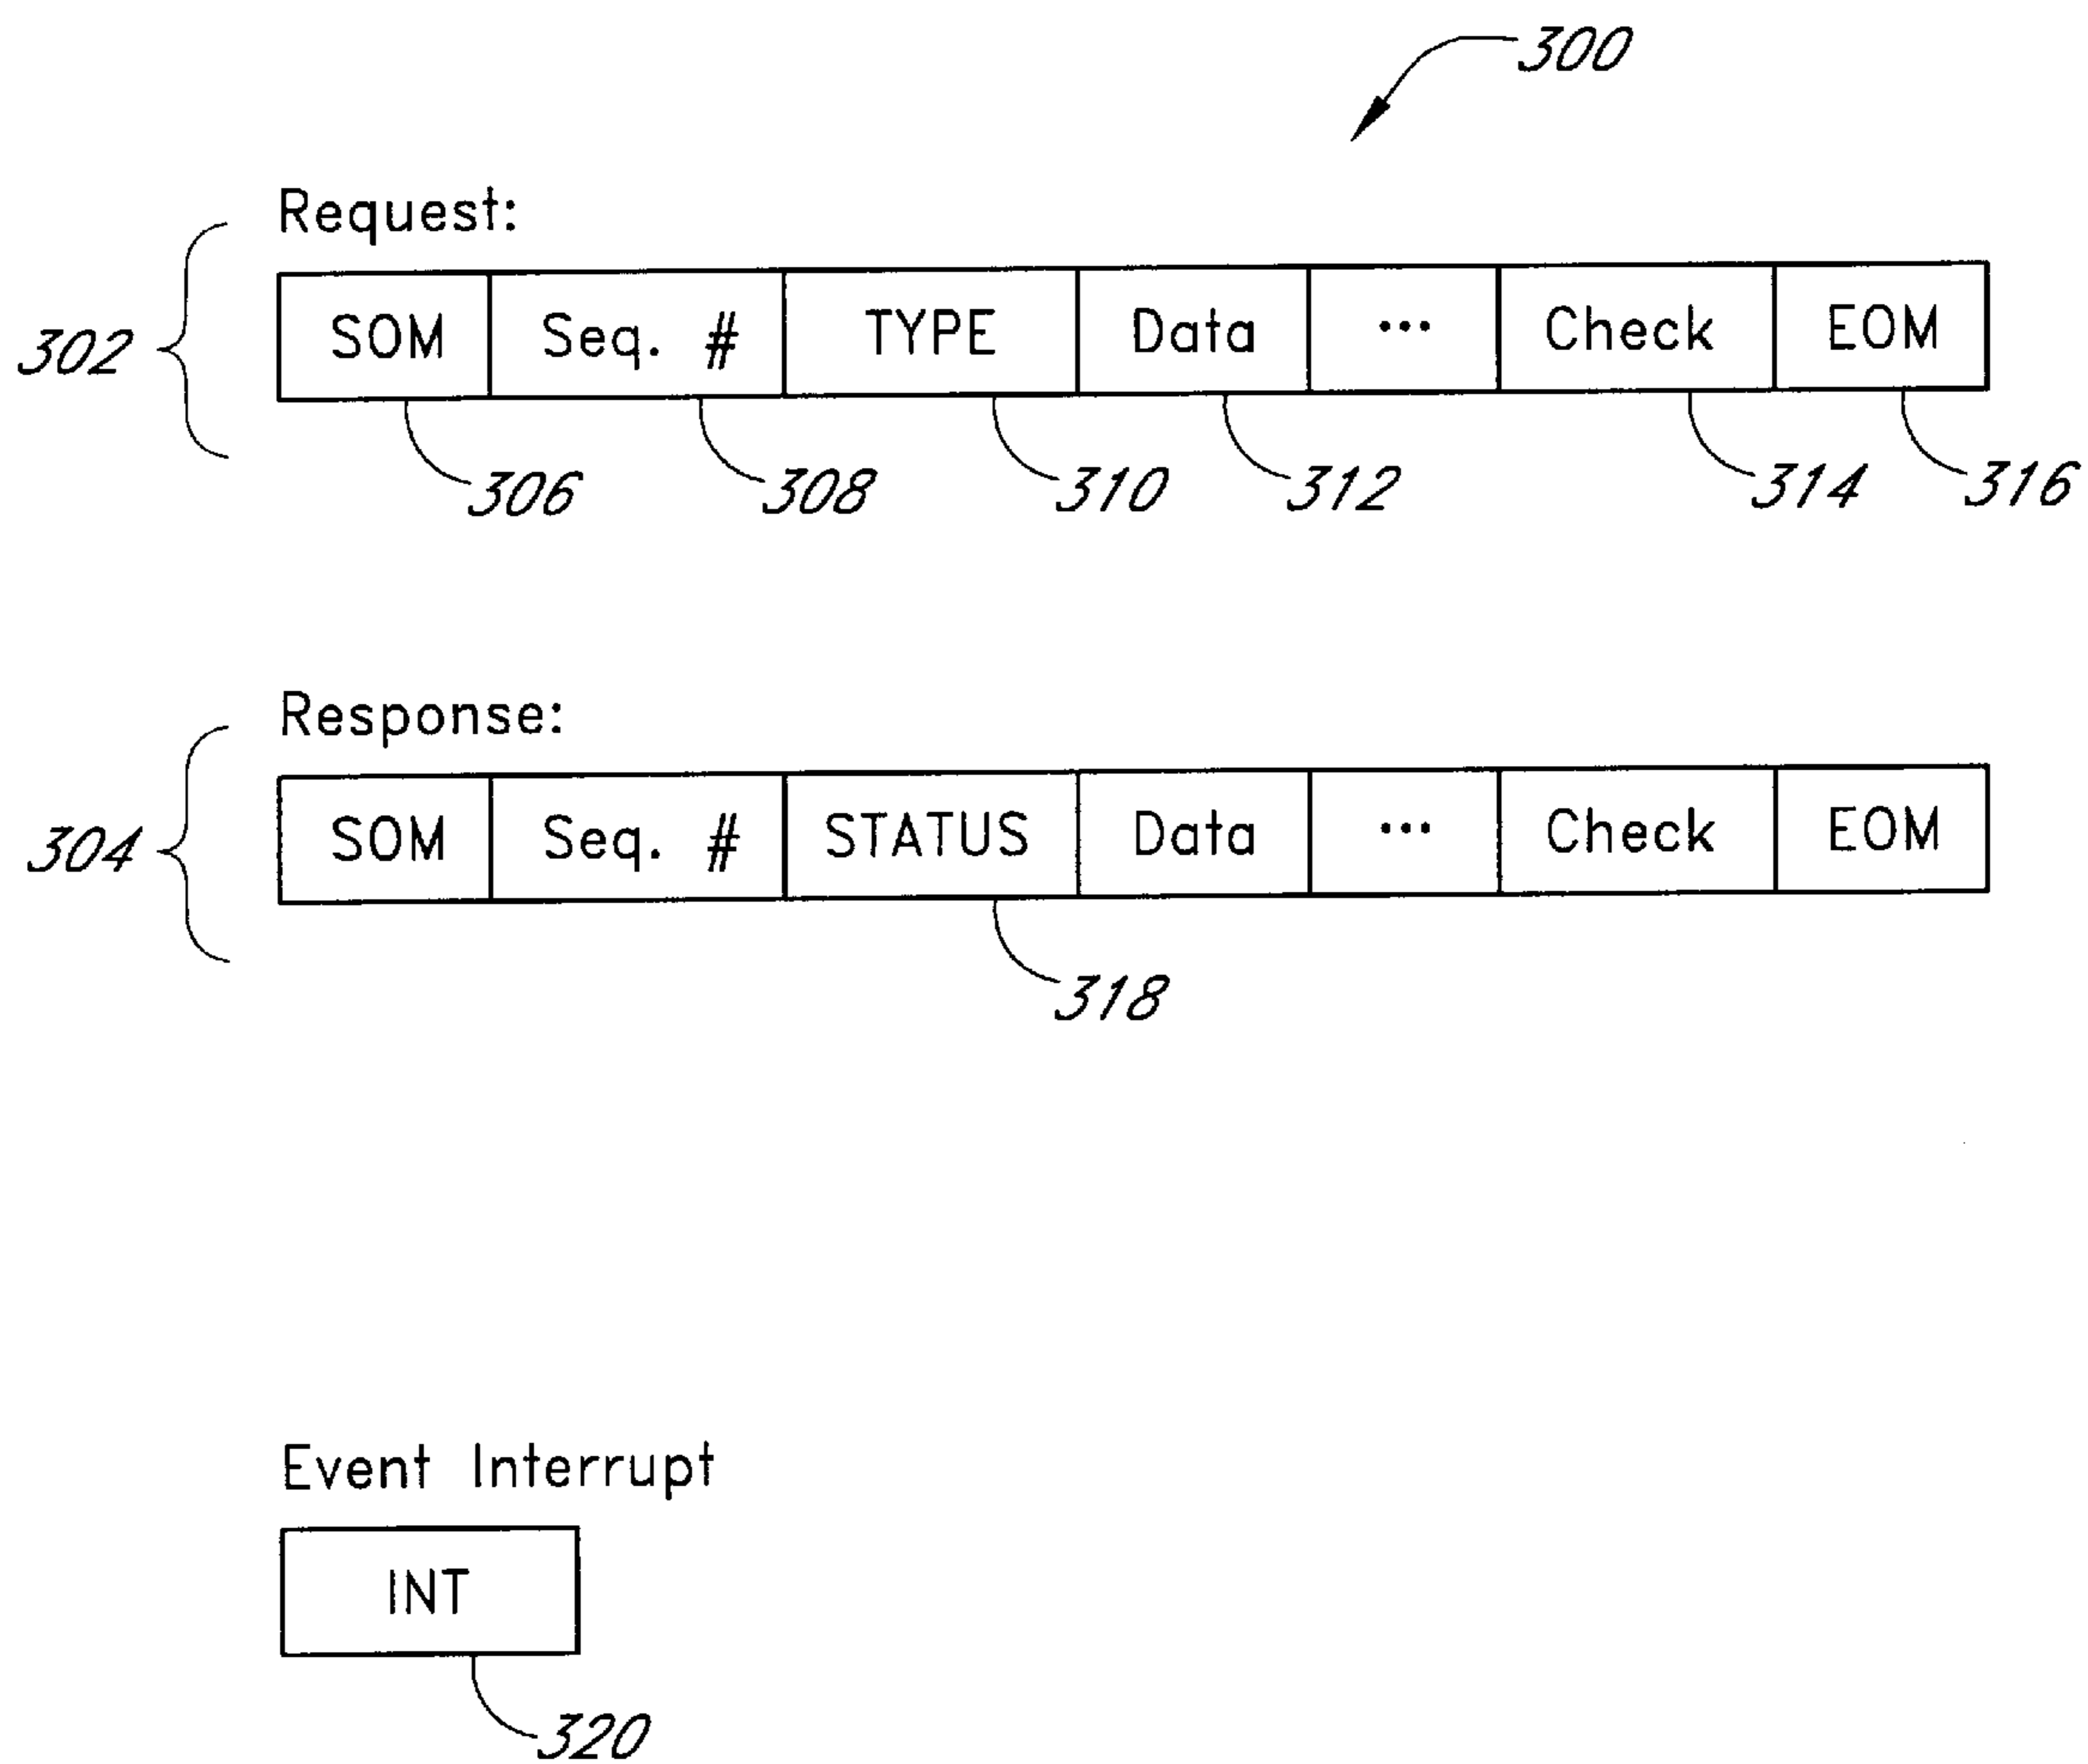 300
Request:
302
SOM Seq. # TYPE Data ... Check EOM
306 308 310 312 314 316
Response:
304
SOM Seq. # STATUS Data ... Check EOM
318
Event Interrupt
INT
320